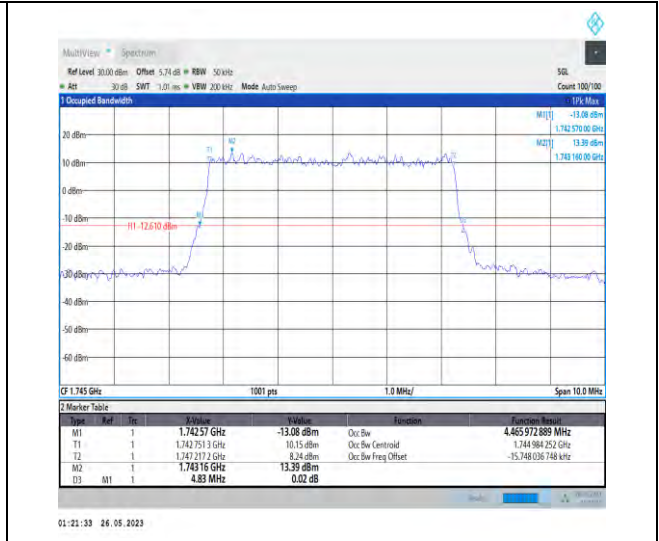 MultiView Spectrum
Ref Level 30.00 dBm Offset 5.74 dB RBW 50 kHz SGL
Att 30 dB SWT 1.01 ms VBW 200 kHz Mode Auto Sweep Count 100/100
1 Occupied Bandwidth 1Pk Max
M1[1] -13.08 dBm
1.742 570 00 GHz
M2[1] 13.39 dBm
1.743 160 00 GHz
20 dBm
M2
T1
T2
10 dBm
0 dBm
-10 dBm
M1
H1 -12.610 dBm
-20 dBm
-30 dBm
-40 dBm
-50 dBm
-60 dBm
CF 1.745 GHz 1001 pts 1.0 MHz/ Span 10.0 MHz
2 Marker Table
Type Ref Trc X-Value Y-Value Function Function Result
M1 1 1.742 57 GHz -13.08 dBm Occ Bw 4.465 972 889 MHz
T1 1 1.742 751 3 GHz 10.15 dBm Occ Bw Centroid 1.744 984 252 GHz
T2 1 1.747 217 2 GHz 8.24 dBm Occ Bw Freq Offset -15.748 036 748 kHz
M2 1 1.743 16 GHz 13.39 dBm
D3 M1 1 4.83 MHz 0.02 dB
01:21:33 26.05.2023